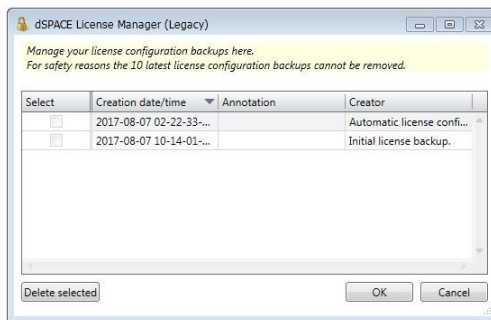 dSPACE License Manager (Legacy)
Manage your license configuration backups here.
For safety reasons the 10 latest license configuration backups cannot be removed.
Select Creation date/time Annotation Creator
2017-08-07 02-22-33-... Automatic license confi...
2017-08-07 10-14-01-... Initial license backup.
Delete selected OK Cancel